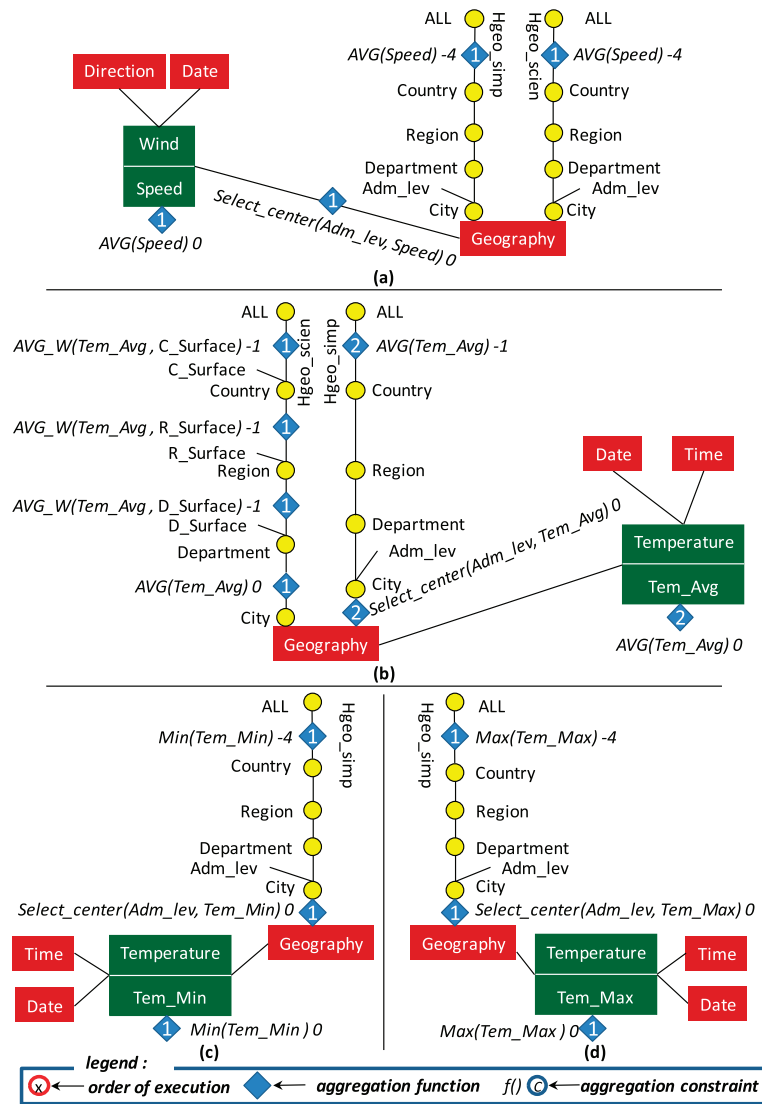 ALL
ALL
Hgeo_simp
Hgeo_scien
AVG(Speed) -4
1
1
AVG(Speed) -4
Direction
Date
Country
Country
Wind
Region
Region
Speed
Department
Department
Adm_lev
Adm_lev
1
1
Select_center(Adm_lev, Speed) 0
City
City
AVG(Speed) 0
Geography
(a)
ALL
ALL
Hgeo_scien
Hgeo_simp
AVG_W(Tem_Avg , C_Surface) -1
1
2
AVG(Tem_Avg) -1
C_Surface
Country
Country
AVG_W(Tem_Avg , R_Surface) -1
1
R_Surface
Region
Region
Date
Time
AVG_W(Tem_Avg , D_Surface) -1
1
D_Surface
Department
Department
Adm_lev
Temperature
Tem_Avg
AVG(Tem_Avg) 0
1
City
Select_center(Adm_lev, Tem_Avg) 0
2
City
2
Geography
AVG(Tem_Avg) 0
(b)
ALL
Hgeo_simp
Min(Tem_Min) -4
1
Country
Region
Department
Adm_lev
City
Select_center(Adm_lev, Tem_Min) 0
1
Geography
Time
Date
Temperature
Tem_Min
1
Min(Tem_Min ) 0
(c)
ALL
Hgeo_simp
1
Max(Tem_Max) -4
Country
Region
Department
Adm_lev
City
1
Select_center(Adm_lev, Tem_Max) 0
Geography
Temperature
Tem_Max
Time
Date
Max(Tem_Max ) 0
1
(d)
legend :
x
order of execution
aggregation function
f()
C
aggregation constraint